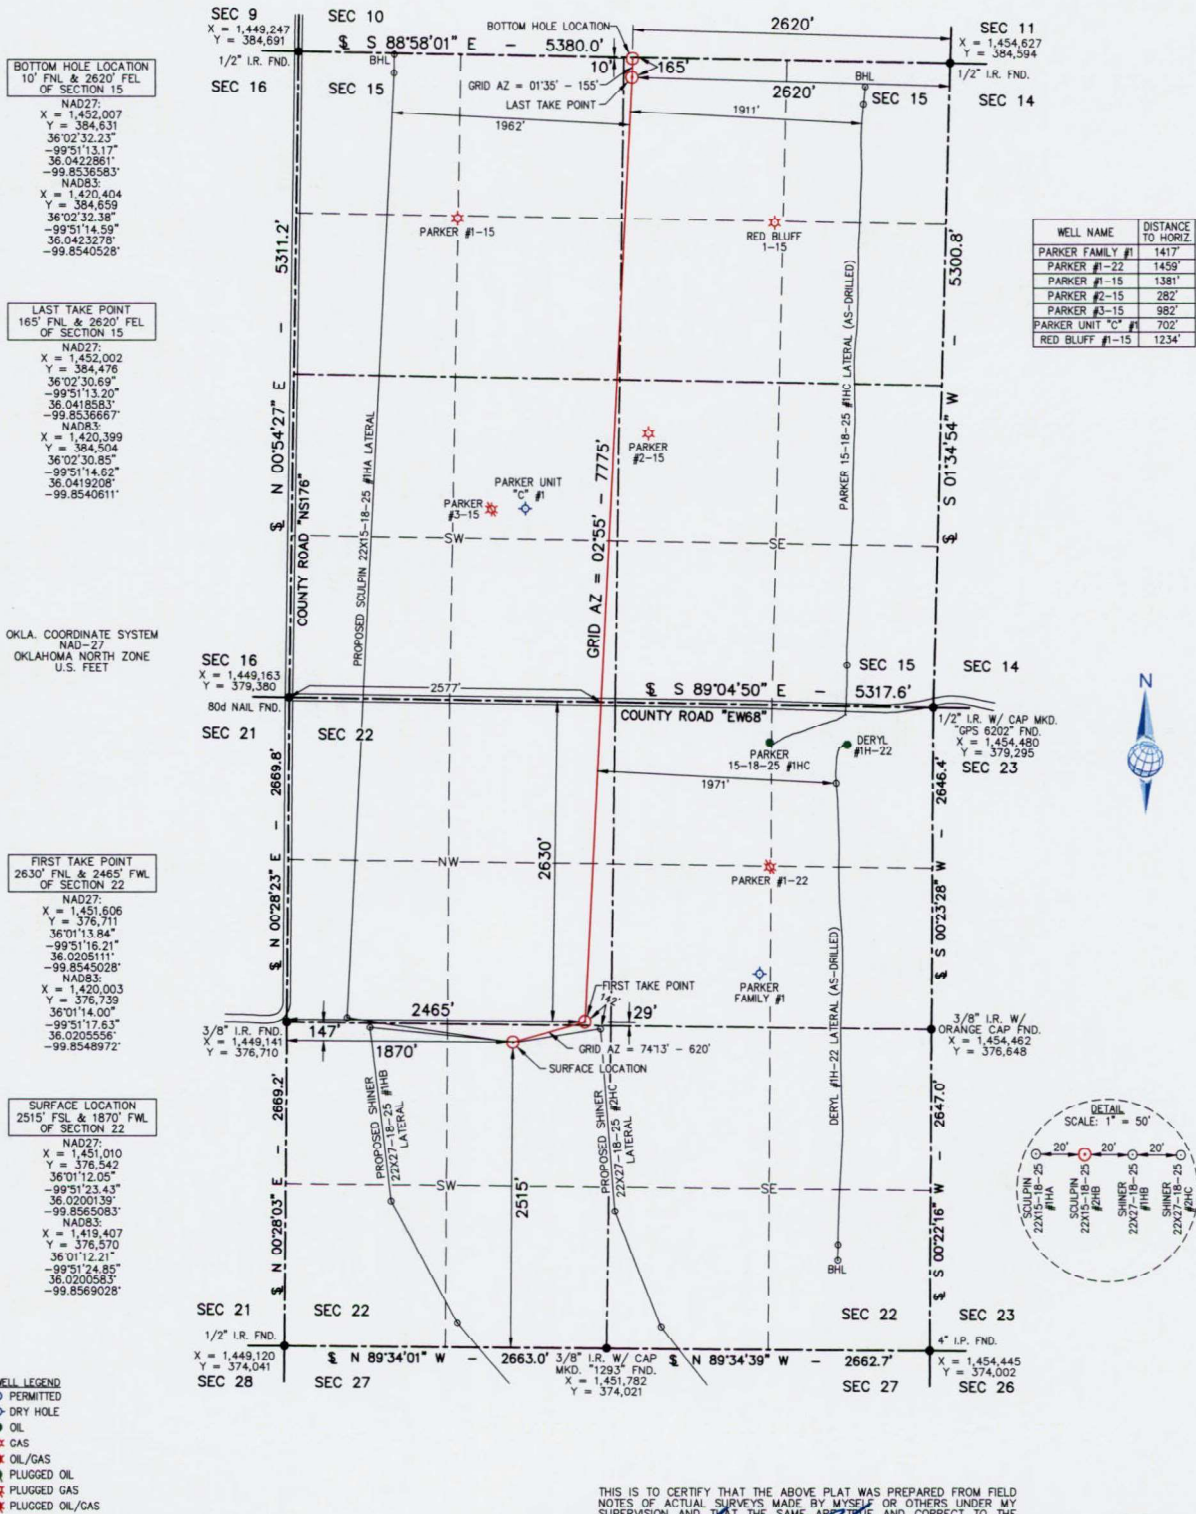 SEC 9
X = 1,449,247
Y = 384,691
1/2" I.R. FND.
SEC 16
SEC 10
S 88°58'01" E - 5380.0'
BHL
SEC 15
BOTTOM HOLE LOCATION
2620'
10'
165'
GRID AZ = 01°35' - 155'
LAST TAKE POINT
2620'
BHL
SEC 15
1962'
1911'
SEC 11
X = 1,454,627
Y = 384,594
1/2" I.R. FND.
SEC 14
BOTTOM HOLE LOCATION
10' FNL & 2620' FEL
OF SECTION 15
NAD27:
X = 1,452,007
Y = 384,631
36°02'32.23"
-99°51'13.17"
36.0422861°
-99.8536583°
NAD83:
X = 1,420,404
Y = 384,659
36°02'32.38"
-99°51'14.59"
36.0423278°
-99.8540528°
LAST TAKE POINT
165' FNL & 2620' FEL
OF SECTION 15
NAD27:
X = 1,452,002
Y = 384,476
36°02'30.69"
-99°51'13.20"
36.0418583°
-99.8536667°
NAD83:
X = 1,420,399
Y = 384,504
36°02'30.85"
-99°51'14.62"
36.0419208°
-99.8540611°
OKLA. COORDINATE SYSTEM
NAD-27
OKLAHOMA NORTH ZONE
U.S. FEET
FIRST TAKE POINT
2630' FNL & 2465' FWL
OF SECTION 22
NAD27:
X = 1,451,606
Y = 376,711
36°01'13.84"
-99°51'16.21"
36.0205111°
-99.8545028°
NAD83:
X = 1,420,003
Y = 376,739
36°01'14.00"
-99°51'17.63"
36.0205556°
-99.8548972°
SURFACE LOCATION
2515' FSL & 1870' FWL
OF SECTION 22
NAD27:
X = 1,451,010
Y = 376,542
36°01'12.05"
-99°51'23.43"
36.0200139°
-99.8565083°
NAD83:
X = 1,419,407
Y = 376,570
36°01'12.21"
-99°51'24.85"
36.0200583°
-99.8569028°
PARKER #1-15
RED BLUFF
1-15
N 00°54'27" E - 5311.2'
COUNTY ROAD "NS176"
PROPOSED SCULPIN 22X15-18-25 #1HA LATERAL
GRID AZ = 02°55' - 7775'
PARKER 15-18-25 #1HC LATERAL (AS-DRILLED)
S 01°34'54" W - 5300.8'
PARKER
#2-15
PARKER UNIT
"C" #1
PARKER
#3-15
SW
SE
WELL NAME DISTANCE TO HORIZ.
PARKER FAMILY #1 1417'
PARKER #1-22 1459'
PARKER #1-15 1381'
PARKER #2-15 282'
PARKER #3-15 982'
PARKER UNIT "C" #1 702'
RED BLUFF #1-15 1234'
SEC 16
X = 1,449,163
Y = 379,380
80d NAIL FND.
SEC 21
SEC 22
2577'
S 89°04'50" E - 5317.6'
COUNTY ROAD "EW68"
SEC 15
SEC 14
1/2" I.R. W/ CAP MKD.
"GPS 6202" FND.
X = 1,454,480
Y = 379,295
SEC 23
N
PARKER
15-18-25 #1HC
DERYL
#1H-22
1971'
N 00°28'23" E - 2669.8'
2630'
S 00°23'28" W - 2646.4'
NW
PARKER #1-22
PARKER
FAMILY #1
DERYL #1H-22 LATERAL (AS-DRILLED)
FIRST TAKE POINT
142'
2465'
29'
147'
1870'
GRID AZ = 74°13' - 620'
SURFACE LOCATION
3/8" I.R. FND.
X = 1,449,141
Y = 376,710
3/8" I.R. W/
ORANGE CAP FND.
X = 1,454,462
Y = 376,648
N 00°28'03" E - 2669.2'
PROPOSED SHINER
22X27-18-25 #1HB
LATERAL
2515'
PROPOSED SHINER
22X27-18-25 #2HC
LATERAL
S 00°22'16" W - 2647.0'
SW
SE
BHL
DETAIL
SCALE: 1" = 50'
20'
20'
20'
SCULPIN
22X15-18-25
#1HA
SCULPIN
22X15-18-25
#2HB
SHINER
22X27-18-25
#1HB
SHINER
22X27-18-25
#2HC
SEC 21
SEC 22
1/2" I.R. FND.
X = 1,449,120
Y = 374,041
SEC 28
SEC 27
N 89°34'01" W - 2663.0'
3/8" I.R. W/ CAP
MKD. "1293" FND.
X = 1,451,782
Y = 374,021
N 89°34'39" W - 2662.7'
SEC 22
SEC 23
4" I.P. FND.
X = 1,454,445
Y = 374,002
SEC 27
SEC 26
WELL LEGEND
PERMITTED
DRY HOLE
OIL
GAS
OIL/GAS
PLUGGED OIL
PLUGGED GAS
PLUGGED OIL/GAS
THIS IS TO CERTIFY THAT THE ABOVE PLAT WAS PREPARED FROM FIELD
NOTES OF ACTUAL SURVEYS MADE BY MYSELF OR OTHERS UNDER MY
SUPERVISION AND THAT THE SAME ARE TRUE AND CORRECT TO THE